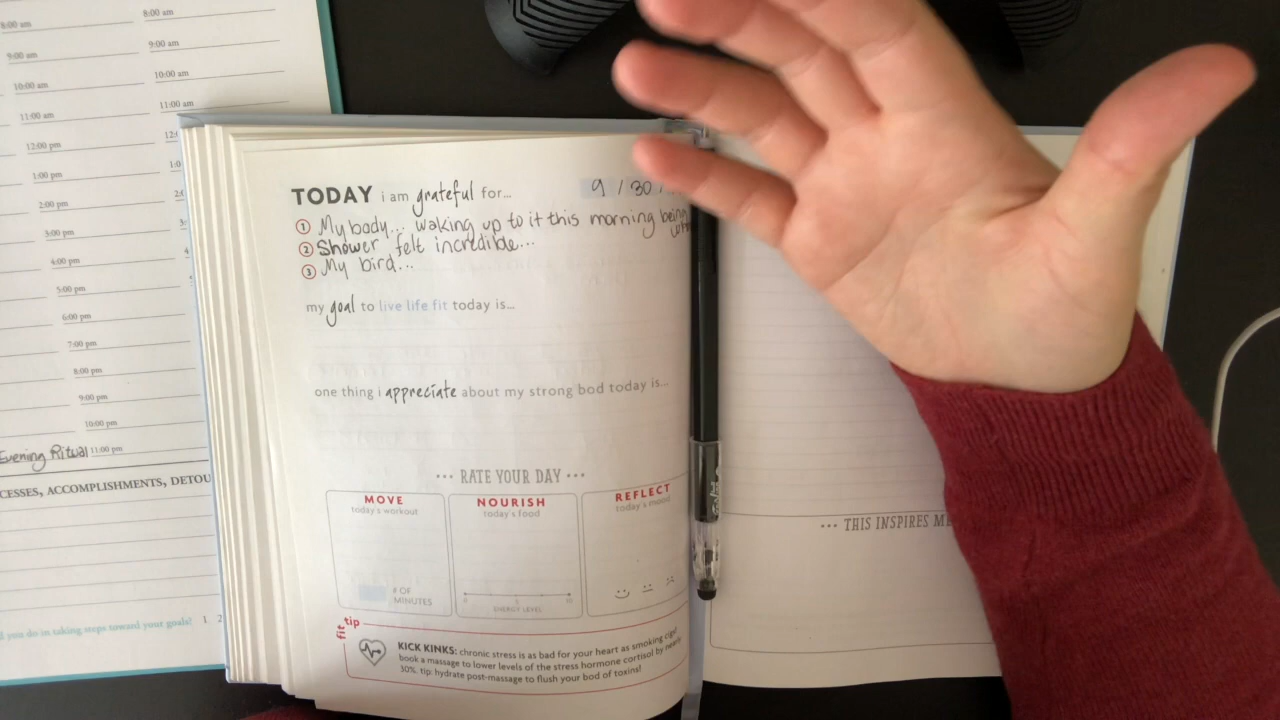 8:00 am
8:00 am
9:00 am
9:00 am
10:00 am
10:00 am
11:00 am
11:00 am
12:00 pm
1:00 pm
2:00 pm
3:00 pm
4:00 pm
5:00 pm
6:00 pm
7:00 pm
8:00 pm
9:00 pm
10:00 pm
Evening Ritual 11:00 pm
CESSES, ACCOMPLISHMENTS, DETOU
you do in taking steps toward your goals! 1 2
TODAY i am grateful for... 9 / 30 /
① My body... waking up to it this morning being
② Shower felt incredible...
③ My bird...
my goal to live life fit today is...
one thing i appreciate about my strong bod today is...
••• RATE YOUR DAY •••
MOVE
today's workout
# OF
MINUTES
NOURISH
today's food
ENERGY LEVEL
REFLECT
today's mood
fit tip
KICK KINKS: chronic stress is as bad for your heart as smoking cigs!
book a massage to lower levels of the stress hormone cortisol by nearly
50%. tip: hydrate post-massage to flush your bod of toxins!
••• THIS INSPIRES ME